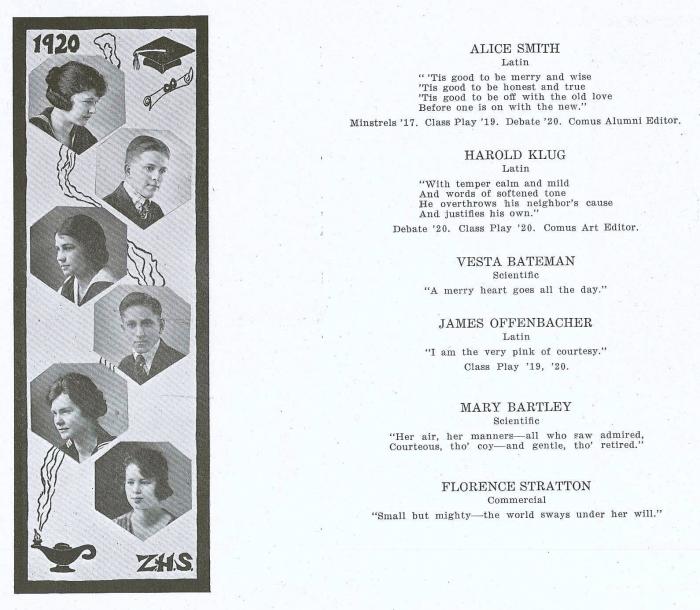 1920
Z.H.S.
ALICE SMITH
Latin
" 'Tis good to be merry and wise
'Tis good to be honest and true
'Tis good to be off with the old love
Before one is on with the new."
Minstrels '17. Class Play '19. Debate '20. Comus Alumni Editor.
HAROLD KLUG
Latin
"With temper calm and mild
And words of softened tone
He overthrows his neighbor's cause
And justifies his own."
Debate '20. Class Play '20. Comus Art Editor.
VESTA BATEMAN
Scientific
"A merry heart goes all the day."
JAMES OFFENBACHER
Latin
"I am the very pink of courtesy."
Class Play '19, '20.
MARY BARTLEY
Scientific
"Her air, her manners—all who saw admired,
Courteous, tho' coy—and gentle, tho' retired."
FLORENCE STRATTON
Commercial
"Small but mighty—the world sways under her will."